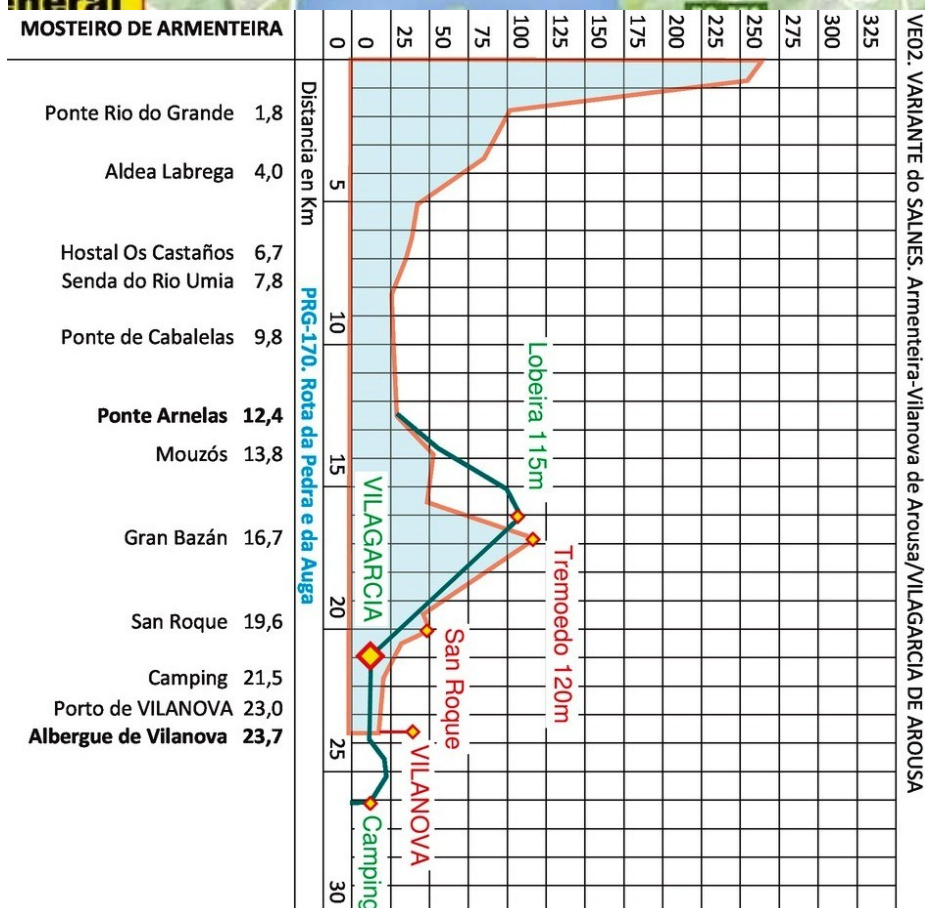 eneral
MOSTEIRO DE ARMENTEIRA
Ponte Rio do Grande 1,8
Aldea Labrega 4,0
Hostal Os Castaños 6,7
Senda do Rio Umia 7,8
Ponte de Cabalelas 9,8
Ponte Arnelas 12,4
Mouzós 13,8
Gran Bazán 16,7
San Roque 19,6
Camping 21,5
Porto de VILANOVA 23,0
Albergue de Vilanova 23,7
Distancia en Km
PRG-170. Rota da Pedra e da Auga
0
5
10
15
20
25
30
0 25 50 75 100 125 150 175 200 225 250 275 300 325
Lobeira 115m
VILAGARCIA
Tremoedo 120m
San Roque
VILANOVA
Camping
VE02. VARIANTE do SALNES. Armenteira-Vilanova de Arousa/VILAGARCIA DE AROUSA